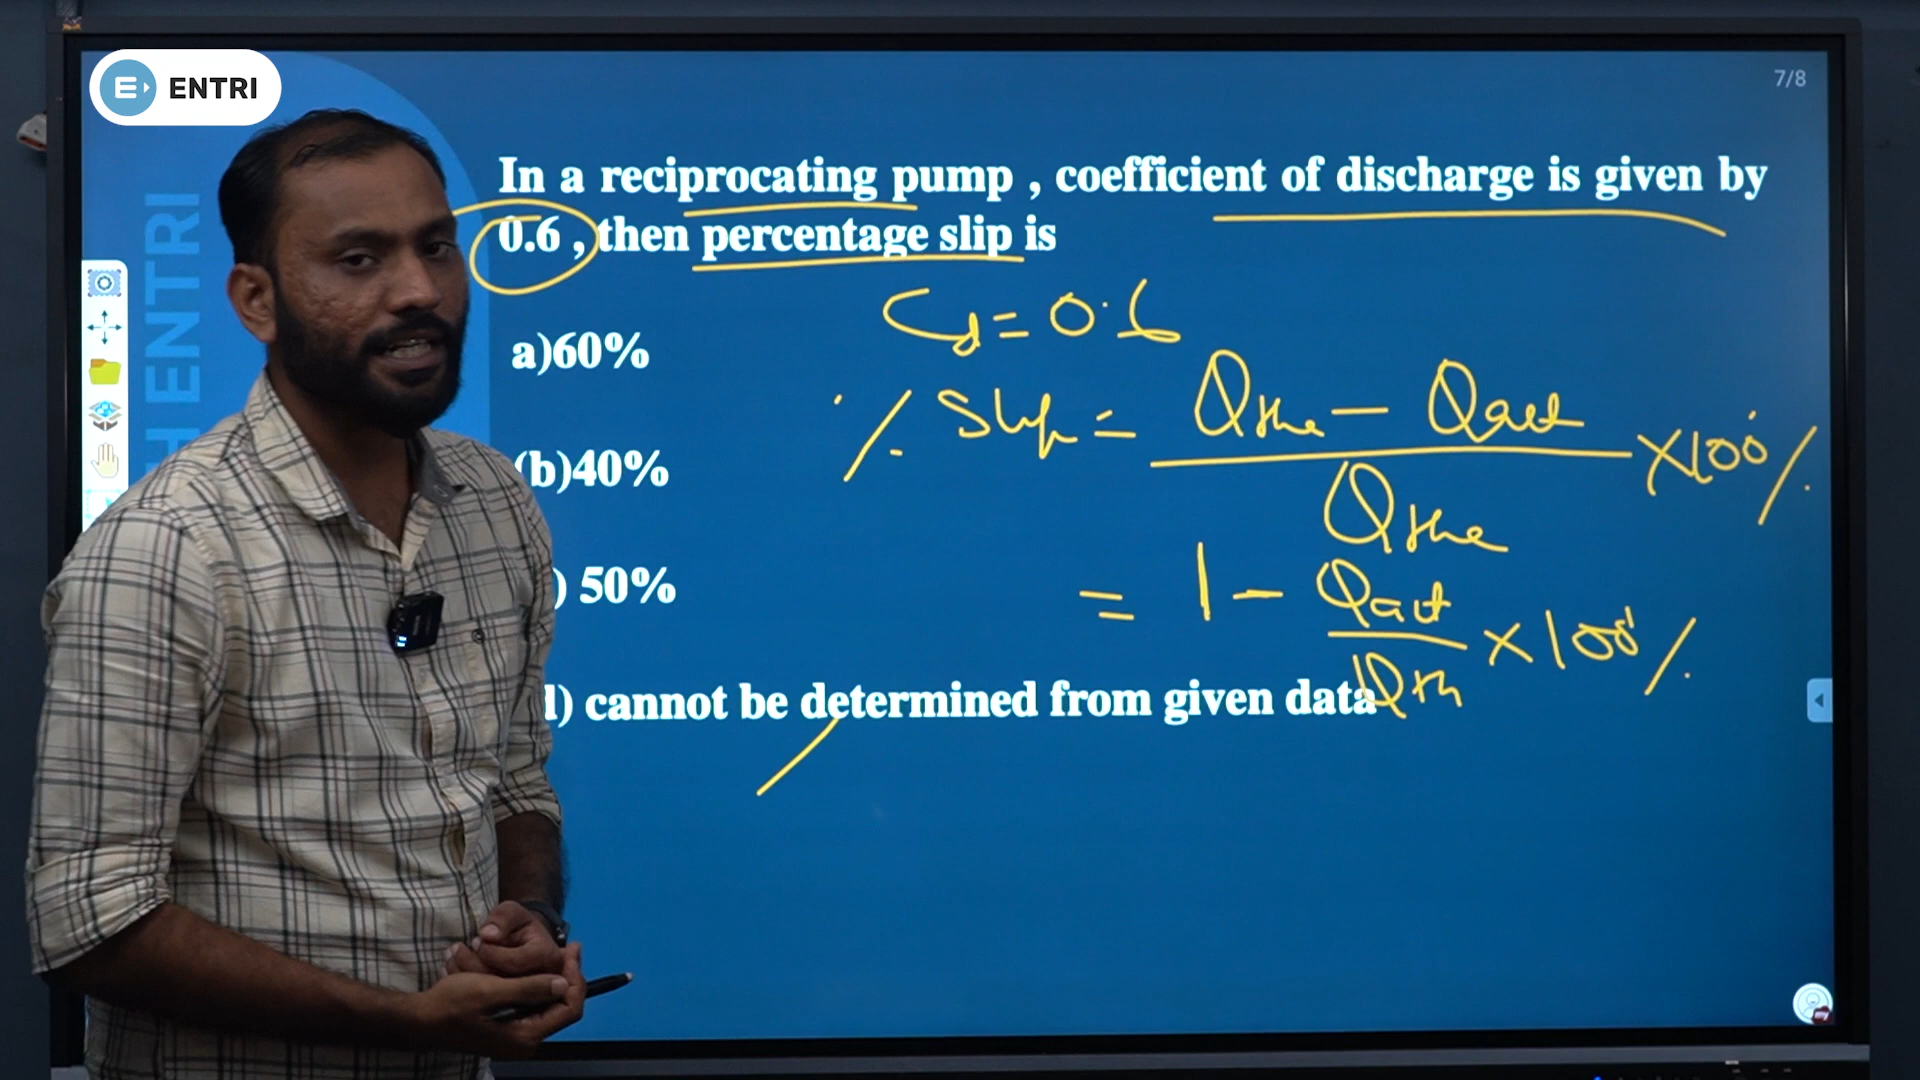 ENTRI
7/8
H ENTRI
In a reciprocating pump , coefficient of discharge is given by
0.6 , then percentage slip is
Cd = 0.6
a)60%
% Slip = Qthe - Qact × 100%
Qthe
(b)40%
) 50%
= 1 - Qact × 100%
Qth
d) cannot be determined from given data